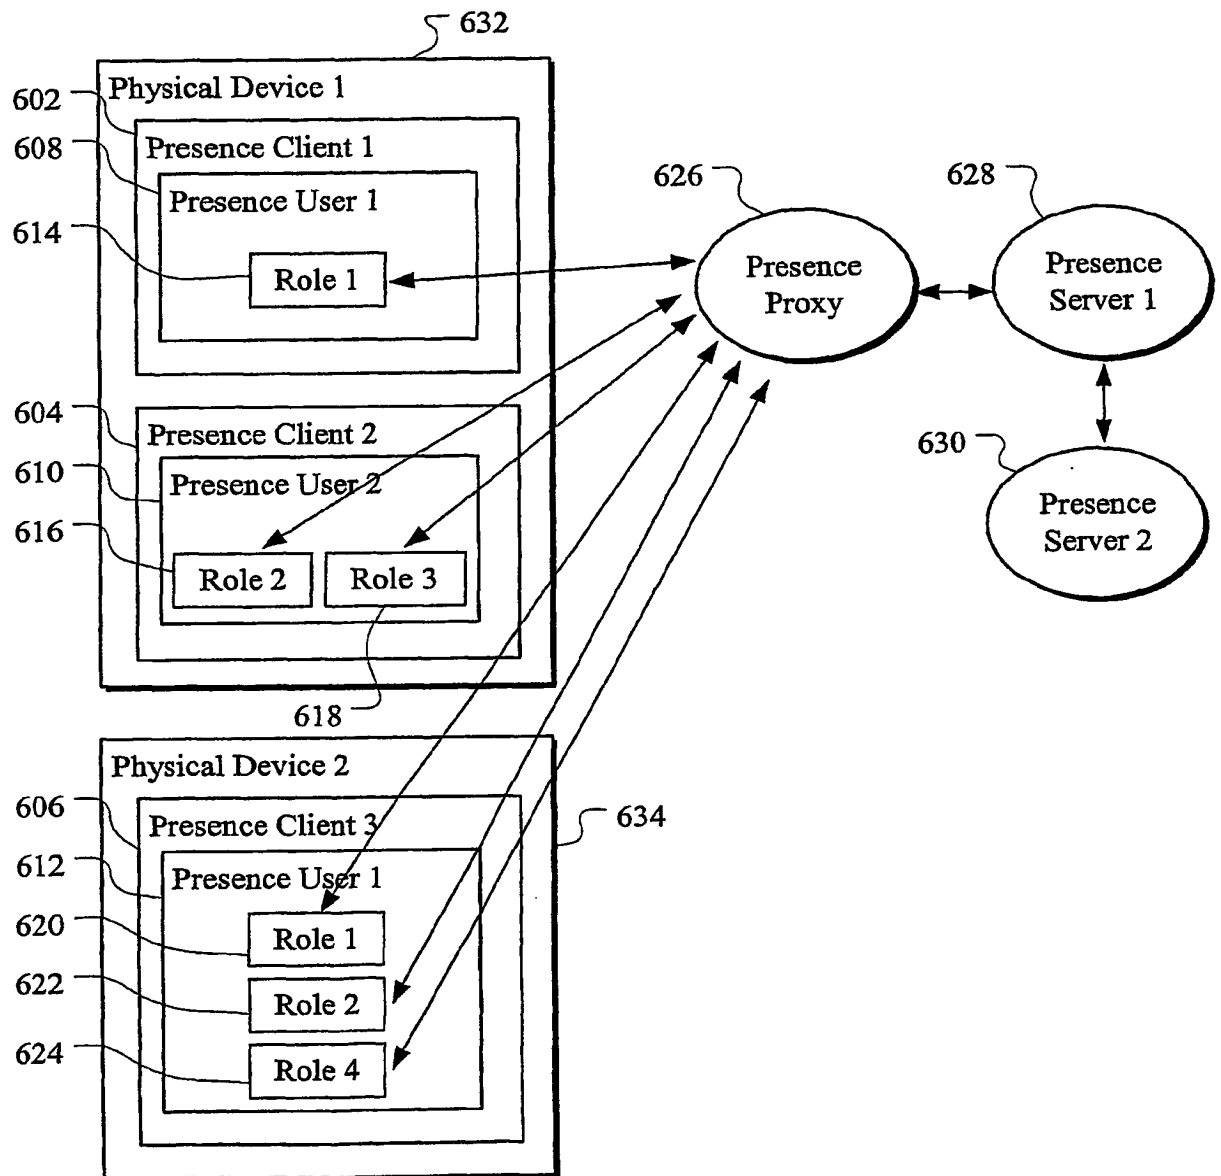 632
Physical Device 1
602
Presence Client 1
608
Presence User 1
614
Role 1
626
Presence
Proxy
628
Presence
Server 1
604
Presence Client 2
610
Presence User 2
616
Role 2
Role 3
618
630
Presence
Server 2
Physical Device 2
634
606
Presence Client 3
612
Presence User 1
620
Role 1
622
Role 2
624
Role 4